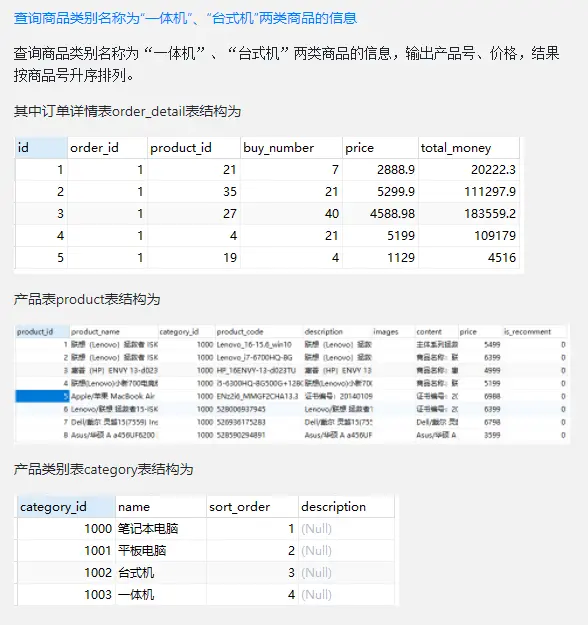 查询商品类别名称为“一体机”、“台式机”两类商品的信息
查询商品类别名称为“一体机”、“台式机”两类商品的信息，输出产品号、价格，结果
按商品号升序排列。
其中订单详情表order_detail表结构为
id order_id product_id buy_number price total_money
1 1 21 7 2888.9 20222.3
2 1 35 21 5299.9 111297.9
3 1 27 40 4588.98 183559.2
4 1 4 21 5199 109179
5 1 19 4 1129 4516
产品表product表结构为
product_id product_name category_id product_code description images content price is_recomment
1 联想（Lenovo）拯救者 ISK 1000 Lenovo_16-15.6_win10 联想（Lenovo）拯救 主体系列拯救 5499 0
2 联想（Lenovo）拯救者 ISK 1000 Lenovo_i7-6700HQ-8G 联想（Lenovo）拯救 商品名称：联 6399 0
3 惠普（HP）ENVY 13-d023 1000 HP_16ENVY-13-d023TU 惠普（HP）ENVY 13 商品名称：惠 4999 0
4 联想(Lenovo)小新700电竞 1000 i5-6300HQ-8G500G+128 联想(Lenovo)小新700 商品名称：联 5199 0
5 Apple/苹果 MacBook Air 1000 ENz2l6_MMGF2CHA13.3 证书编号：20140109 证书编号： 6988 0
6 Lenovo/联想 拯救者15-ISK 1000 528006937945 Lenovo/联想 拯救者1 证书编号： 6399 0
7 Dell/戴尔 灵越15(7559) Ins 1000 526936175283 Dell/戴尔 灵越15(755 Dell/戴尔 6798 0
8 Asus/华硕 A a456UF6200 1000 528590294891 Asus/华硕 A a456UF Asus/华硕 3599 0
产品类别表category表结构为
category_id name sort_order description
1000 笔记本电脑 1 (Null)
1001 平板电脑 2 (Null)
1002 台式机 3 (Null)
1003 一体机 4 (Null)